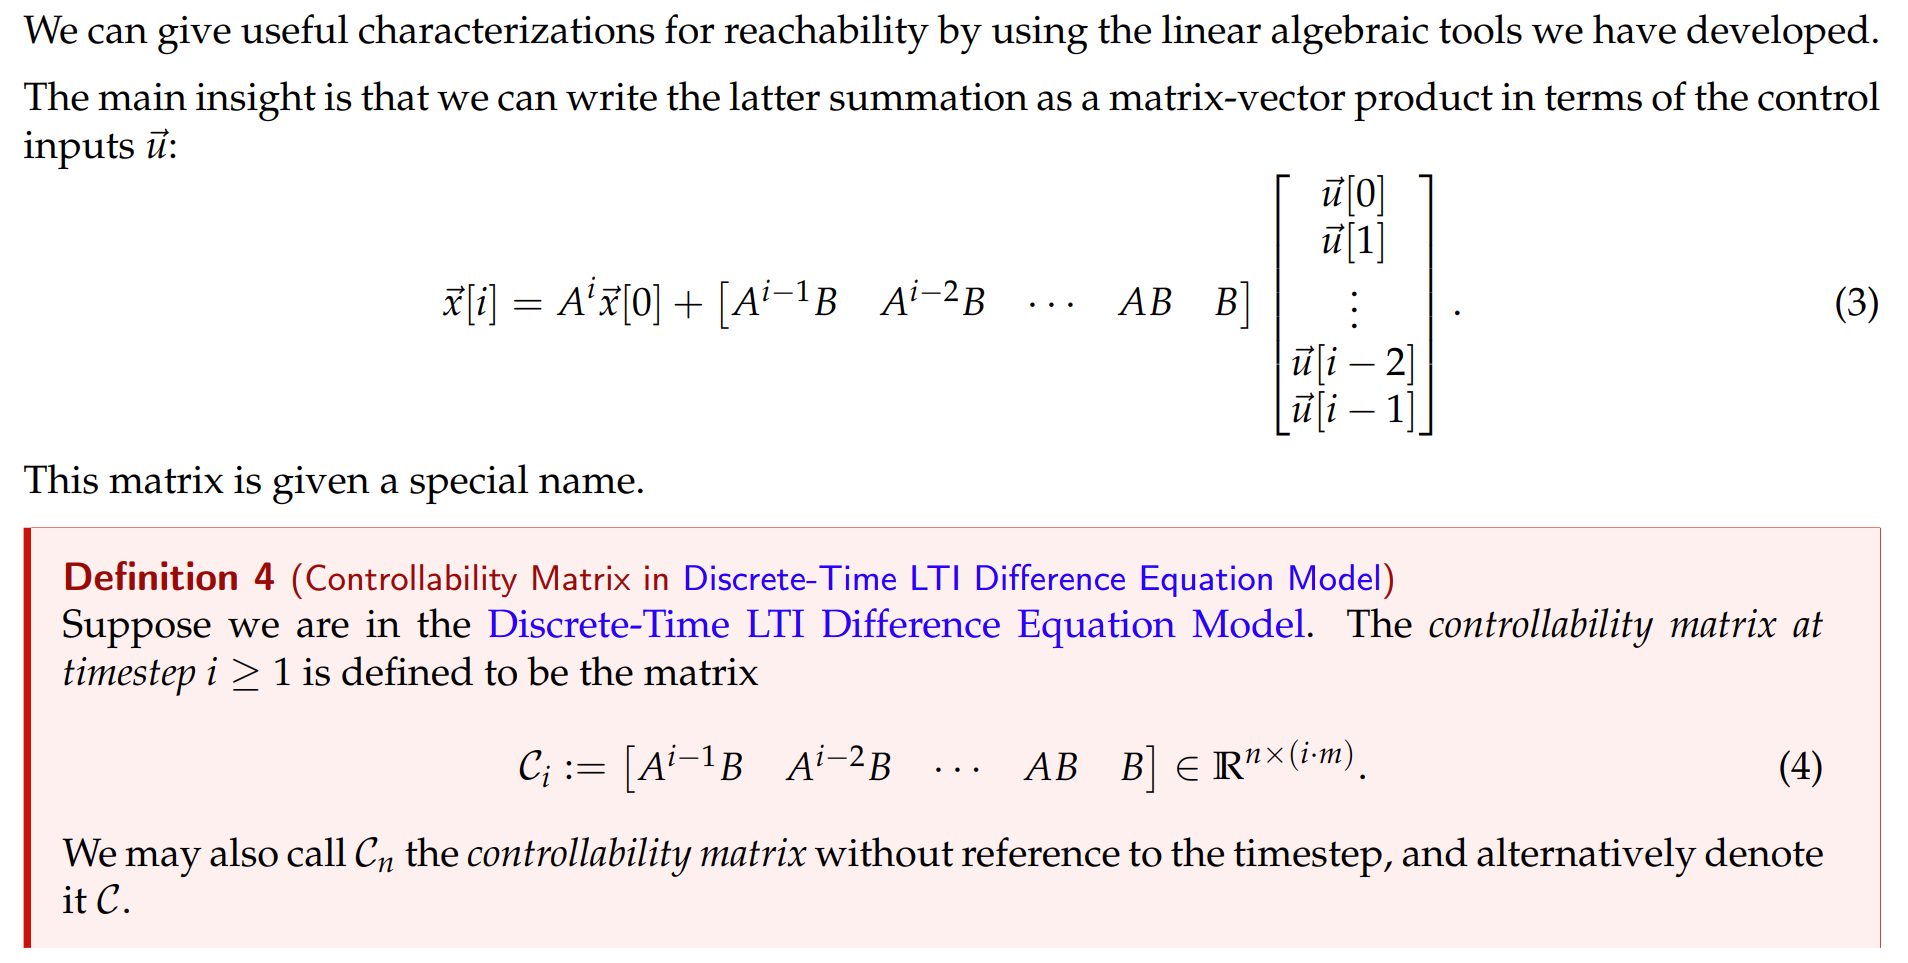 We can give useful characterizations for reachability by using the linear algebraic tools we have developed.
The main insight is that we can write the latter summation as a matrix-vector product in terms of the control
inputs $\vec{u}$:
$$\vec{x}[i] = A^i \vec{x}[0] + \begin{bmatrix} A^{i-1}B & A^{i-2}B & \cdots & AB & B \end{bmatrix} \begin{bmatrix} \vec{u}[0] \\ \vec{u}[1] \\ \vdots \\ \vec{u}[i-2] \\ \vec{u}[i-1] \end{bmatrix}. \quad (3)$$
This matrix is given a special name.
Definition 4 (Controllability Matrix in Discrete-Time LTI Difference Equation Model)
Suppose we are in the Discrete-Time LTI Difference Equation Model. The controllability matrix at
timestep $i \geq 1$ is defined to be the matrix
$$\mathcal{C}_i := \begin{bmatrix} A^{i-1}B & A^{i-2}B & \cdots & AB & B \end{bmatrix} \in \mathbb{R}^{n \times (i \cdot m)}. \quad (4)$$
We may also call $\mathcal{C}_n$ the controllability matrix without reference to the timestep, and alternatively denote
it $\mathcal{C}$.